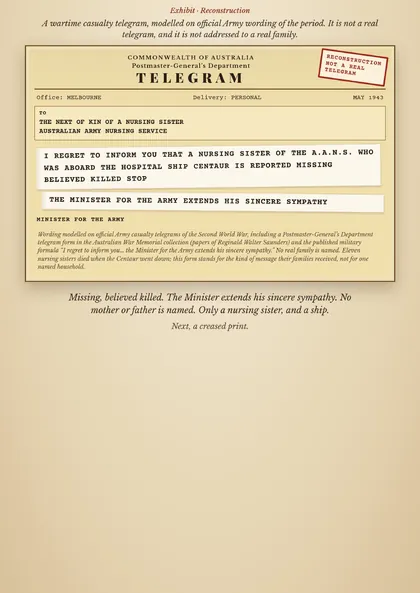 Exhibit · Reconstruction
A wartime casualty telegram, modelled on official Army wording of the period. It is not a real
telegram, and it is not addressed to a real family.
COMMONWEALTH OF AUSTRALIA
Postmaster-General's Department
TELEGRAM
RECONSTRUCTION
NOT A REAL
TELEGRAM
Office: MELBOURNE
Delivery: PERSONAL
MAY 1943
TO
THE NEXT OF KIN OF A NURSING SISTER
AUSTRALIAN ARMY NURSING SERVICE
I REGRET TO INFORM YOU THAT A NURSING SISTER OF THE A.A.N.S. WHO
WAS ABOARD THE HOSPITAL SHIP CENTAUR IS REPORTED MISSING
BELIEVED KILLED STOP
THE MINISTER FOR THE ARMY EXTENDS HIS SINCERE SYMPATHY
MINISTER FOR THE ARMY
Wording modelled on official Army casualty telegrams of the Second World War, including a Postmaster-General's Department
telegram form in the Australian War Memorial collection (papers of Reginald Walter Saunders) and the published military
formula "I regret to inform you... the Minister for the Army extends his sincere sympathy." No real family is named. Eleven
nursing sisters died when the Centaur went down; this form stands for the kind of message their families received, not for one
named household.
Missing, believed killed. The Minister extends his sincere sympathy. No
mother or father is named. Only a nursing sister, and a ship.
Next, a creased print.